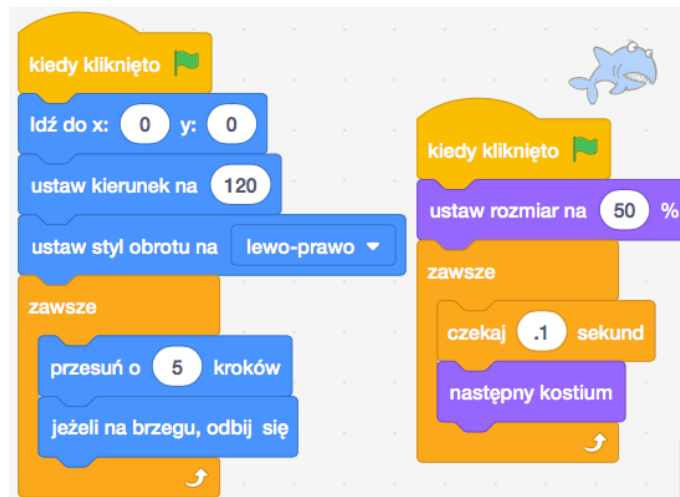 kiedy kliknięto
Idź do x: 0 y: 0
ustaw kierunek na 120
ustaw styl obrotu na lewo-prawo
zawsze
przesuń o 5 kroków
jeżeli na brzegu, odbij się
kiedy kliknięto
ustaw rozmiar na 50 %
zawsze
czekaj .1 sekund
następny kostium